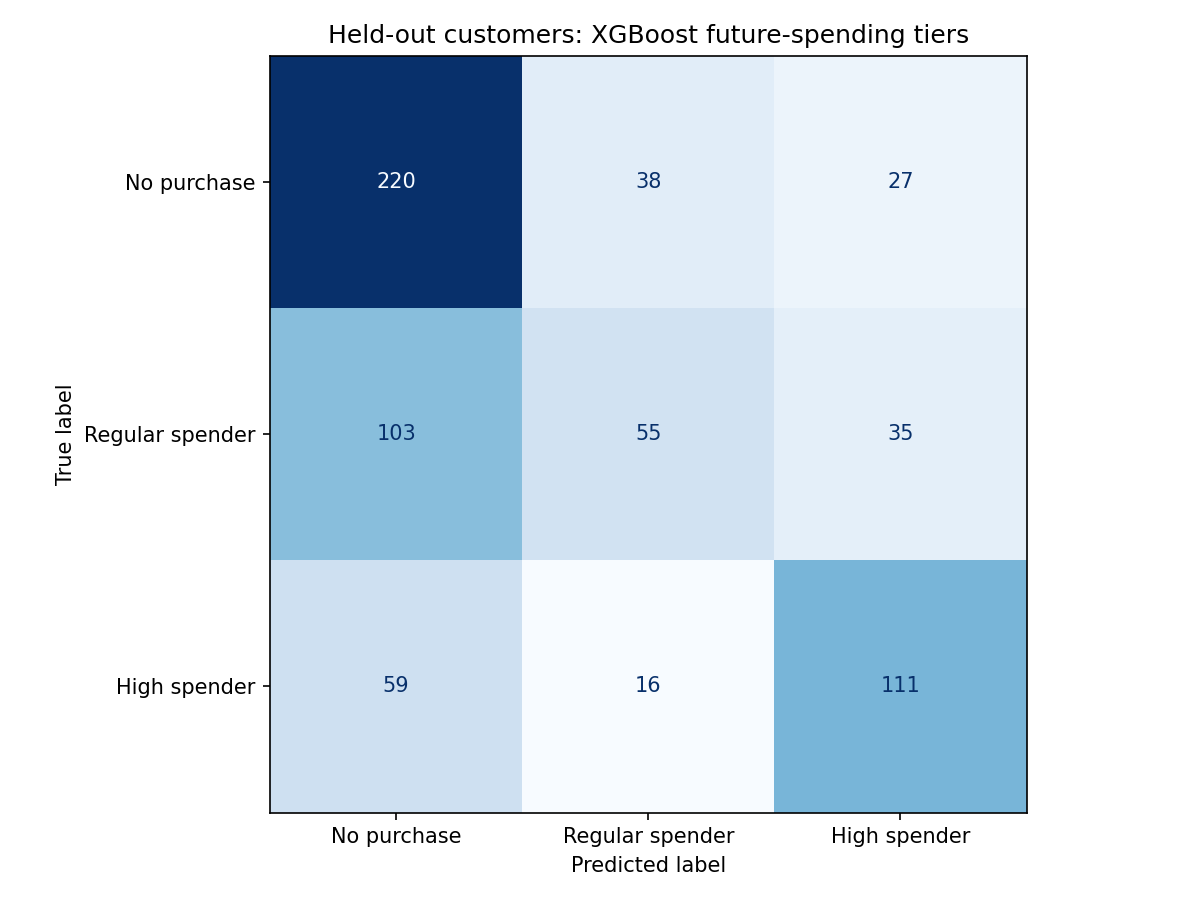 Held-out customers: XGBoost future-spending tiers
True label
No purchase
220 38 27
Regular spender
103 55 35
High spender
59 16 111
No purchase Regular spender High spender
Predicted label